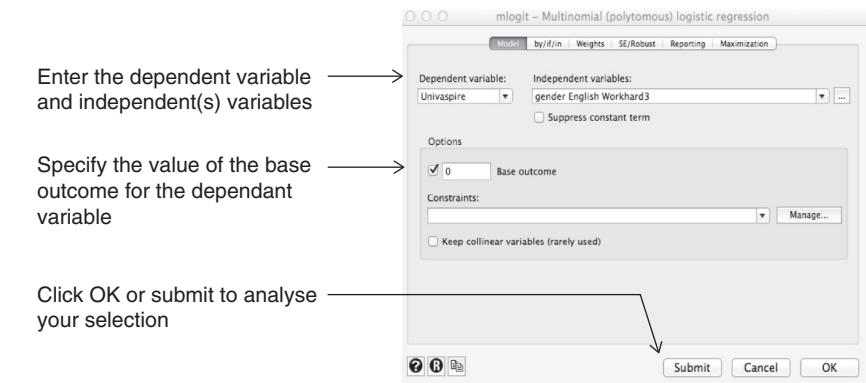 mlogit – Multinomial (polytomous) logistic regression
Model by/if/in Weights SE/Robust Reporting Maximization
Enter the dependent variable
and independent(s) variables
Dependent variable: Independent variables:
Univaspire gender English Workhard3 ...
Suppress constant term
Options
Specify the value of the base
outcome for the dependant
variable
0 Base outcome
Constraints:
Manage...
Keep collinear variables (rarely used)
Click OK or submit to analyse
your selection
? R Submit Cancel OK